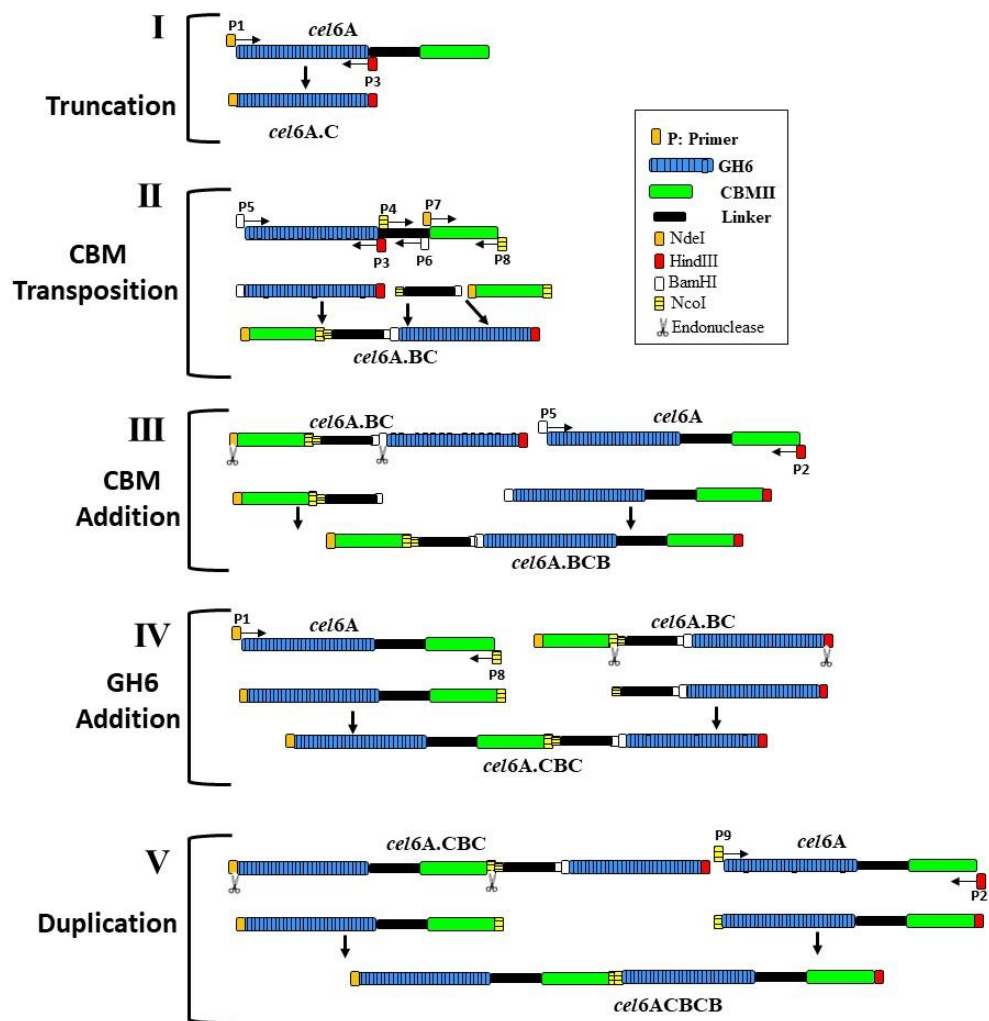 I
Truncation
P1
cel6A
P3
cel6A.C
P: Primer
GH6
CBMII
Linker
NdeI
HindIII
BamHI
NcoI
Endonuclease
II
CBM
Transposition
P5
P4
P7
P3
P6
P8
cel6A.BC
III
CBM
Addition
cel6A.BC
P5
cel6A
P2
cel6A.BCB
IV
GH6
Addition
P1
cel6A
P8
cel6A.BC
cel6A.CBC
V
Duplication
cel6A.CBC
P9
cel6A
P2
cel6ACBCB